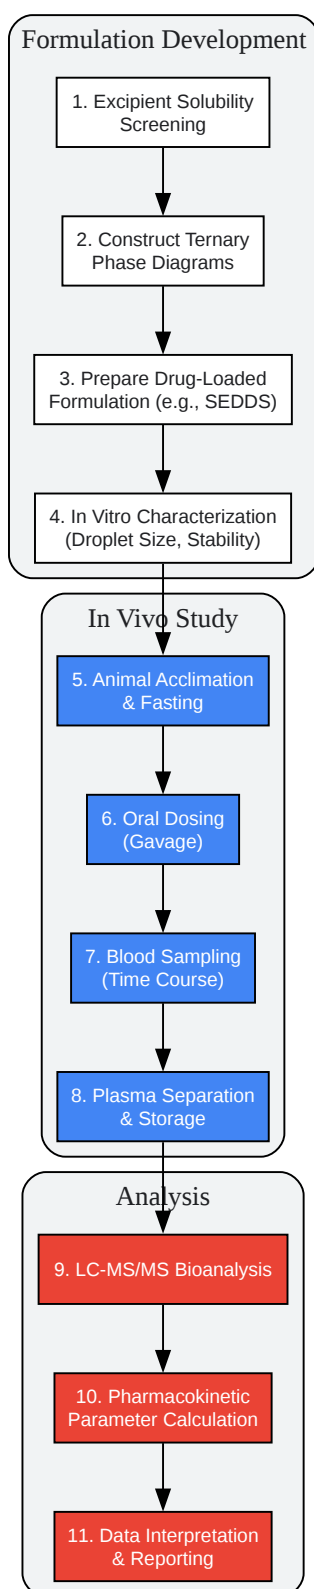 Formulation Development
1. Excipient Solubility
Screening
2. Construct Ternary
Phase Diagrams
3. Prepare Drug-Loaded
Formulation (e.g., SEDDS)
4. In Vitro Characterization
(Droplet Size, Stability)
In Vivo Study
5. Animal Acclimation
& Fasting
6. Oral Dosing
(Gavage)
7. Blood Sampling
(Time Course)
8. Plasma Separation
& Storage
Analysis
9. LC-MS/MS Bioanalysis
10. Pharmacokinetic
Parameter Calculation
11. Data Interpretation
& Reporting